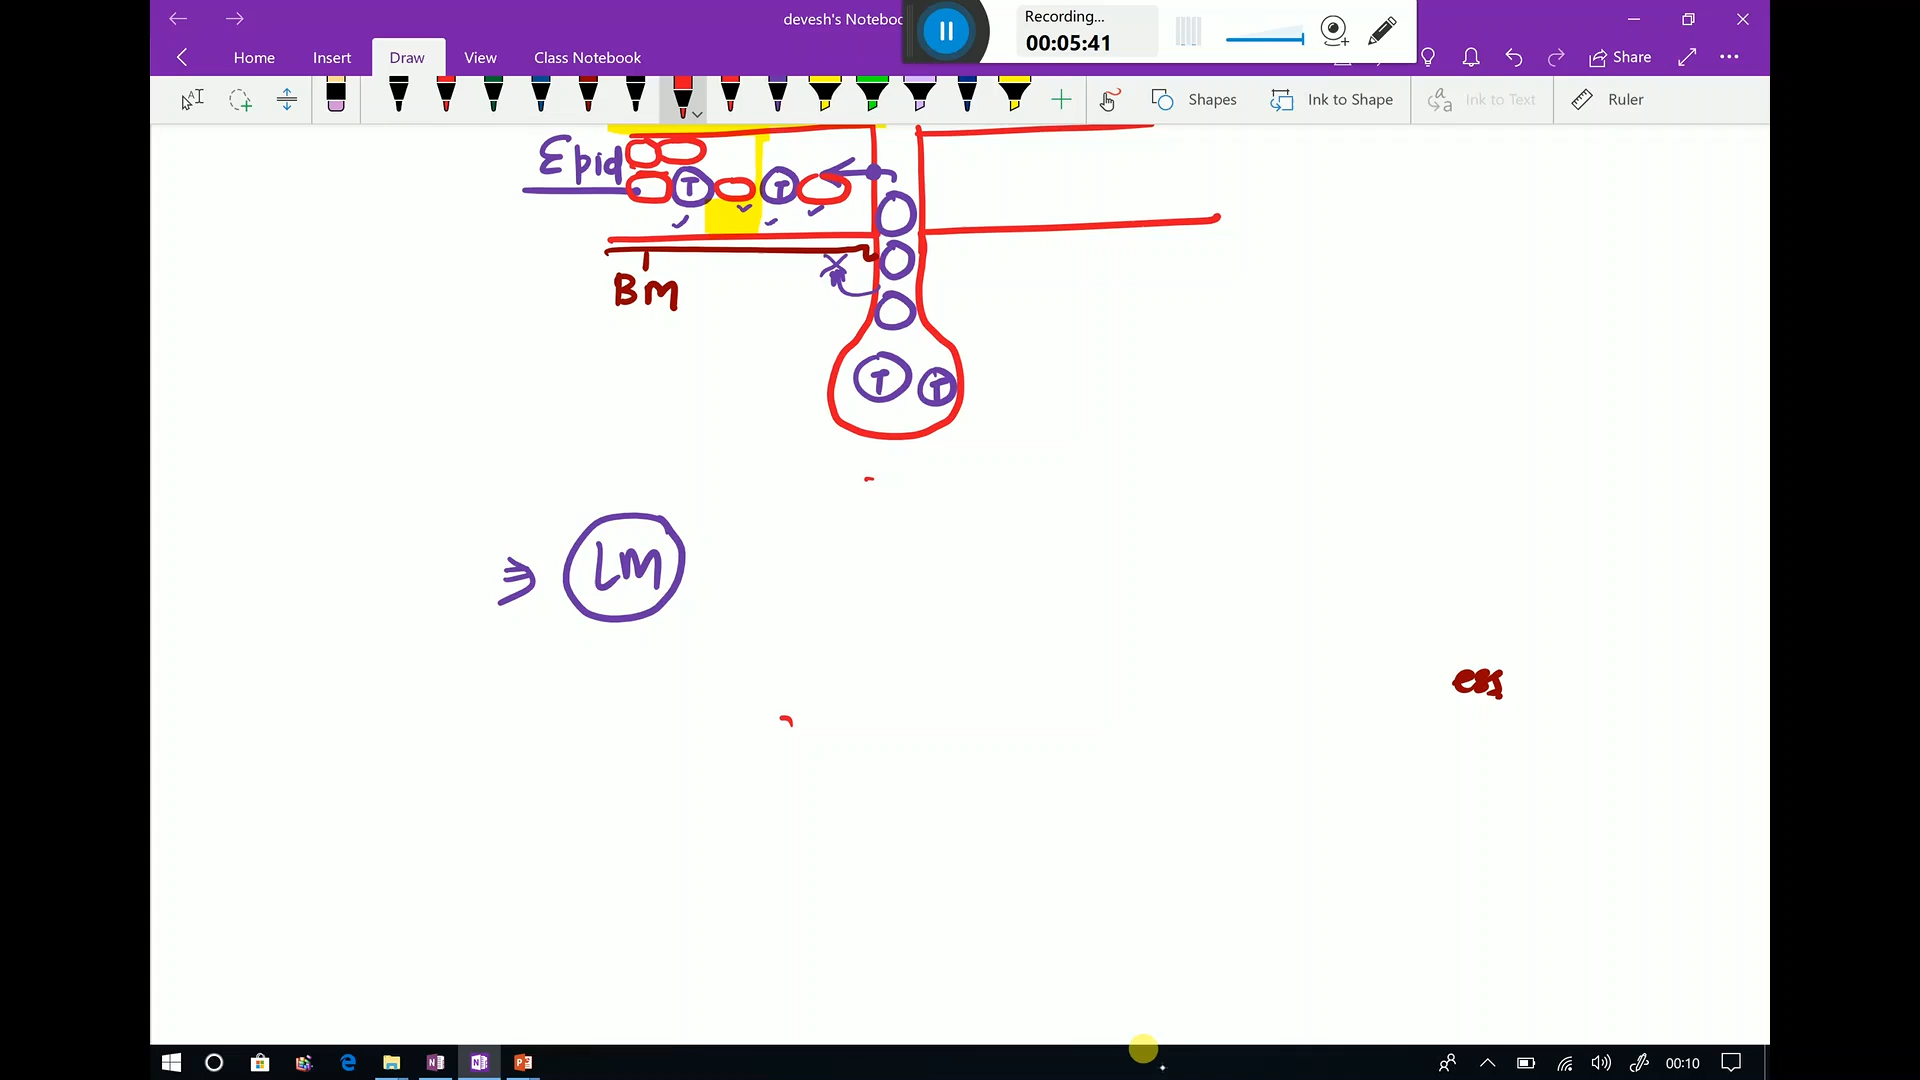 devesh's Notebo
Recording...
00:05:41
Home Insert Draw View Class Notebook
Share
Shapes Ink to Shape Ink to Text Ruler
Epid
T T
BM
T T
LM
00:10